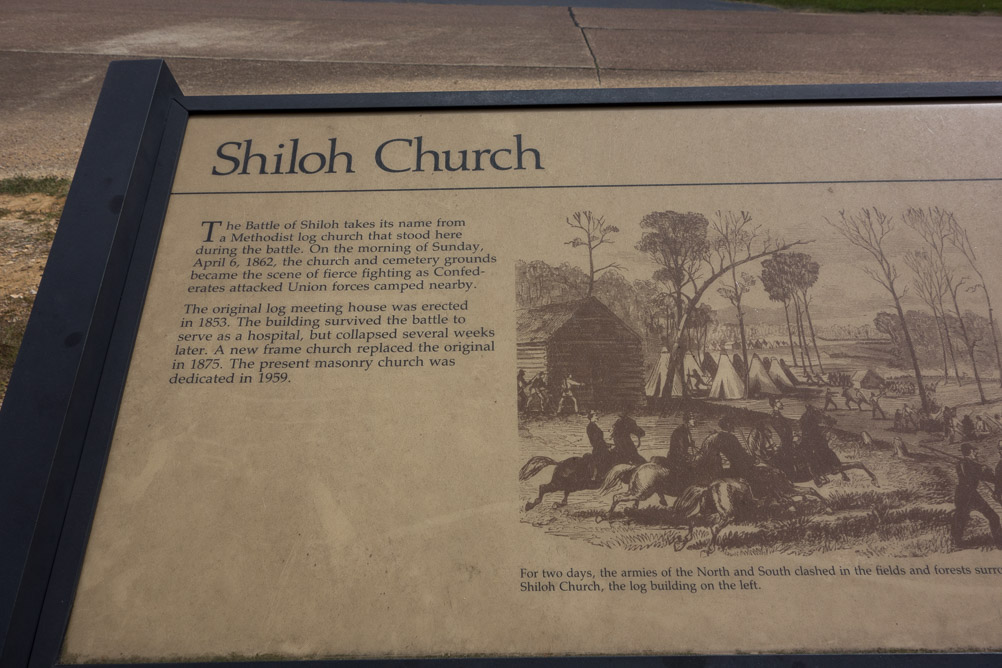 Shiloh Church
The Battle of Shiloh takes its name from
a Methodist log church that stood here
during the battle. On the morning of Sunday,
April 6, 1862, the church and cemetery grounds
became the scene of fierce fighting as Confed-
erates attacked Union forces camped nearby.
The original log meeting house was erected
in 1853. The building survived the battle to
serve as a hospital, but collapsed several weeks
later. A new frame church replaced the original
in 1875. The present masonry church was
dedicated in 1959.
For two days, the armies of the North and South clashed in the fields and forests
Shiloh Church, the log building on the left.